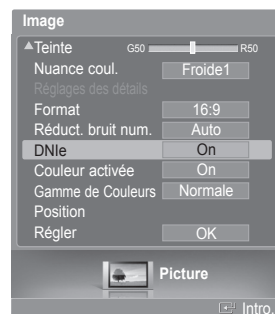 Image
▲Teinte G50 R50
Nuance coul. Froide1
Réglages des détails
Format 16:9
Réduct. bruit num. Auto
DNIe On
Couleur activée On
Gamme de Couleurs Normale
Position
Régler OK
Picture
Intro.